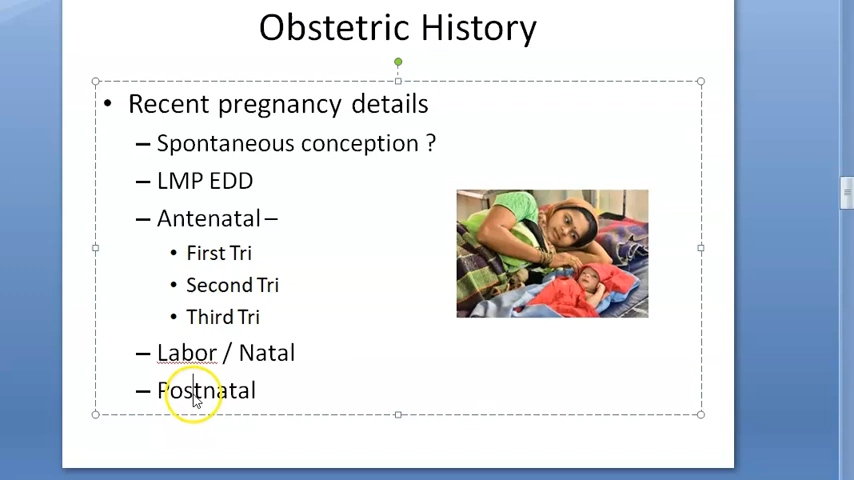 Obstetric History
• Recent pregnancy details
– Spontaneous conception ?
– LMP EDD
– Antenatal –
• First Tri
• Second Tri
• Third Tri
– Labor / Natal
– Postnatal